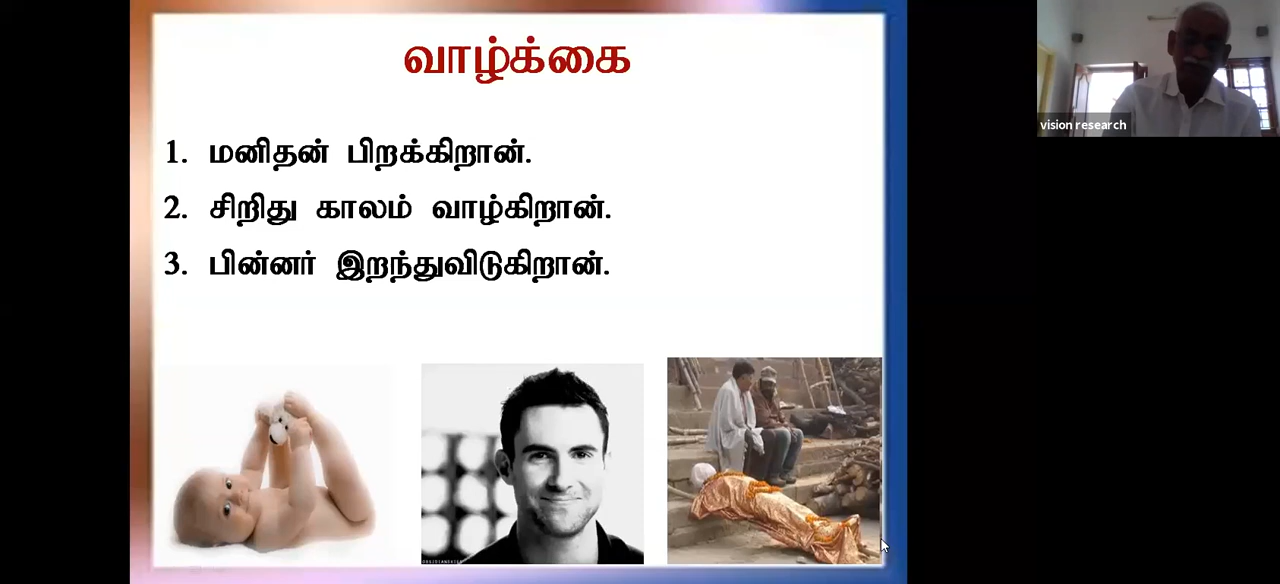 வாழ்க்கை
1. மனிதன் பிறக்கிறான்.
2. சிறிது காலம் வாழ்கிறான்.
3. பின்னர் இறந்துவிடுகிறான்.
vision research